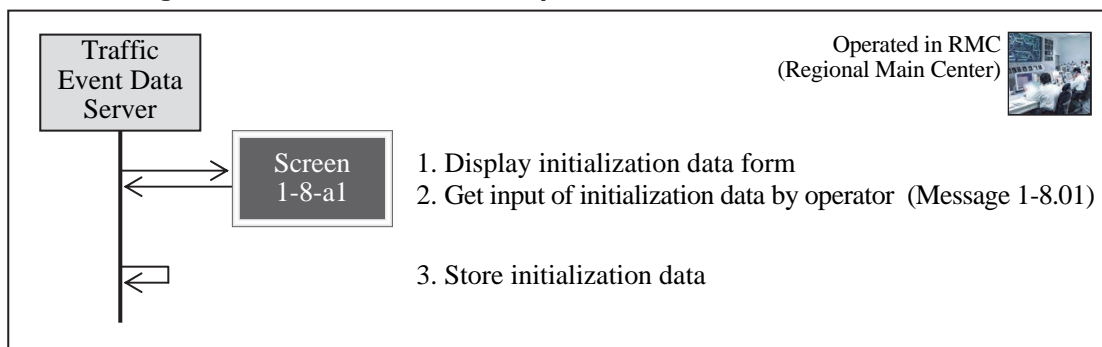 Traffic
Event Data
Server
Operated in RMC
(Regional Main Center)
Screen
1-8-a1
1. Display initialization data form
2. Get input of initialization data by operator (Message 1-8.01)
3. Store initialization data